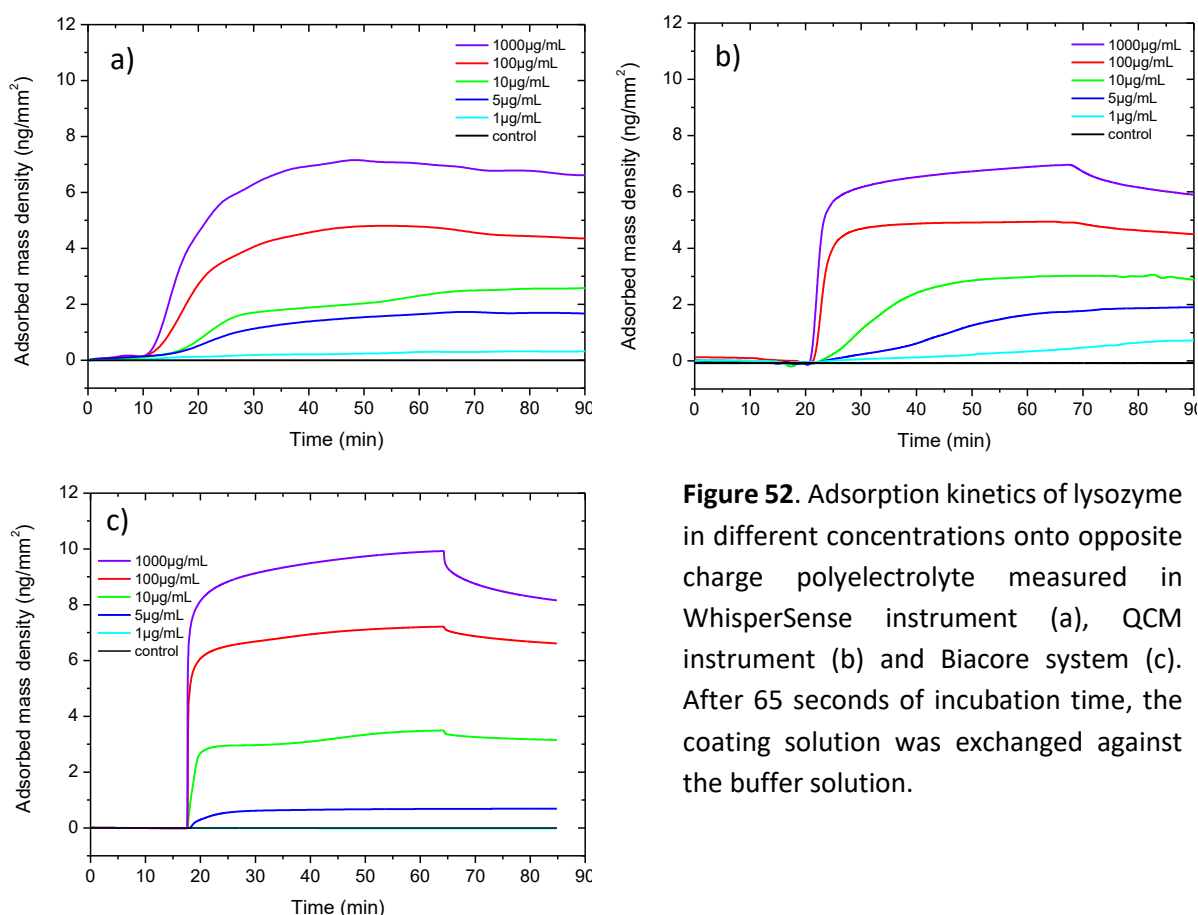 a)
12
10
8
6
4
2
0
Adsorbed mass density (ng/mm²)
1000µg/mL
100µg/mL
10µg/mL
5µg/mL
1µg/mL
control
0 10 20 30 40 50 60 70 80 90
Time (min)
b)
12
10
8
6
4
2
0
Adsorbed mass density (ng/mm²)
1000µg/mL
100µg/mL
10µg/mL
5µg/mL
1µg/mL
control
0 10 20 30 40 50 60 70 80 90
Time (min)
c)
12
10
8
6
4
2
0
Adsorbed mass density (ng/mm²)
1000µg/mL
100µg/mL
10µg/mL
5µg/mL
1µg/mL
control
0 10 20 30 40 50 60 70 80 90
Time (min)
Figure 52. Adsorption kinetics of lysozyme
in different concentrations onto opposite
charge polyelectrolyte measured in
WhisperSense instrument (a), QCM
instrument (b) and Biacore system (c).
After 65 seconds of incubation time, the
coating solution was exchanged against
the buffer solution.